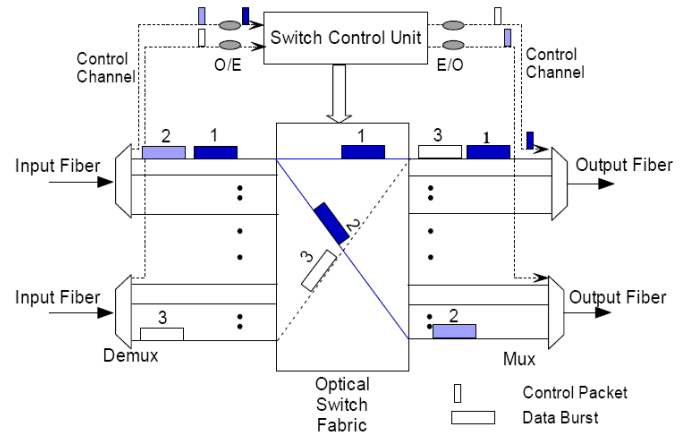 Switch Control Unit
Control
Channel
O/E
E/O
Control
Channel
2
1
1
3
1
Input Fiber
Output Fiber
2
3
Input Fiber
Output Fiber
3
2
Demux
Mux
Optical
Switch
Fabric
Control Packet
Data Burst